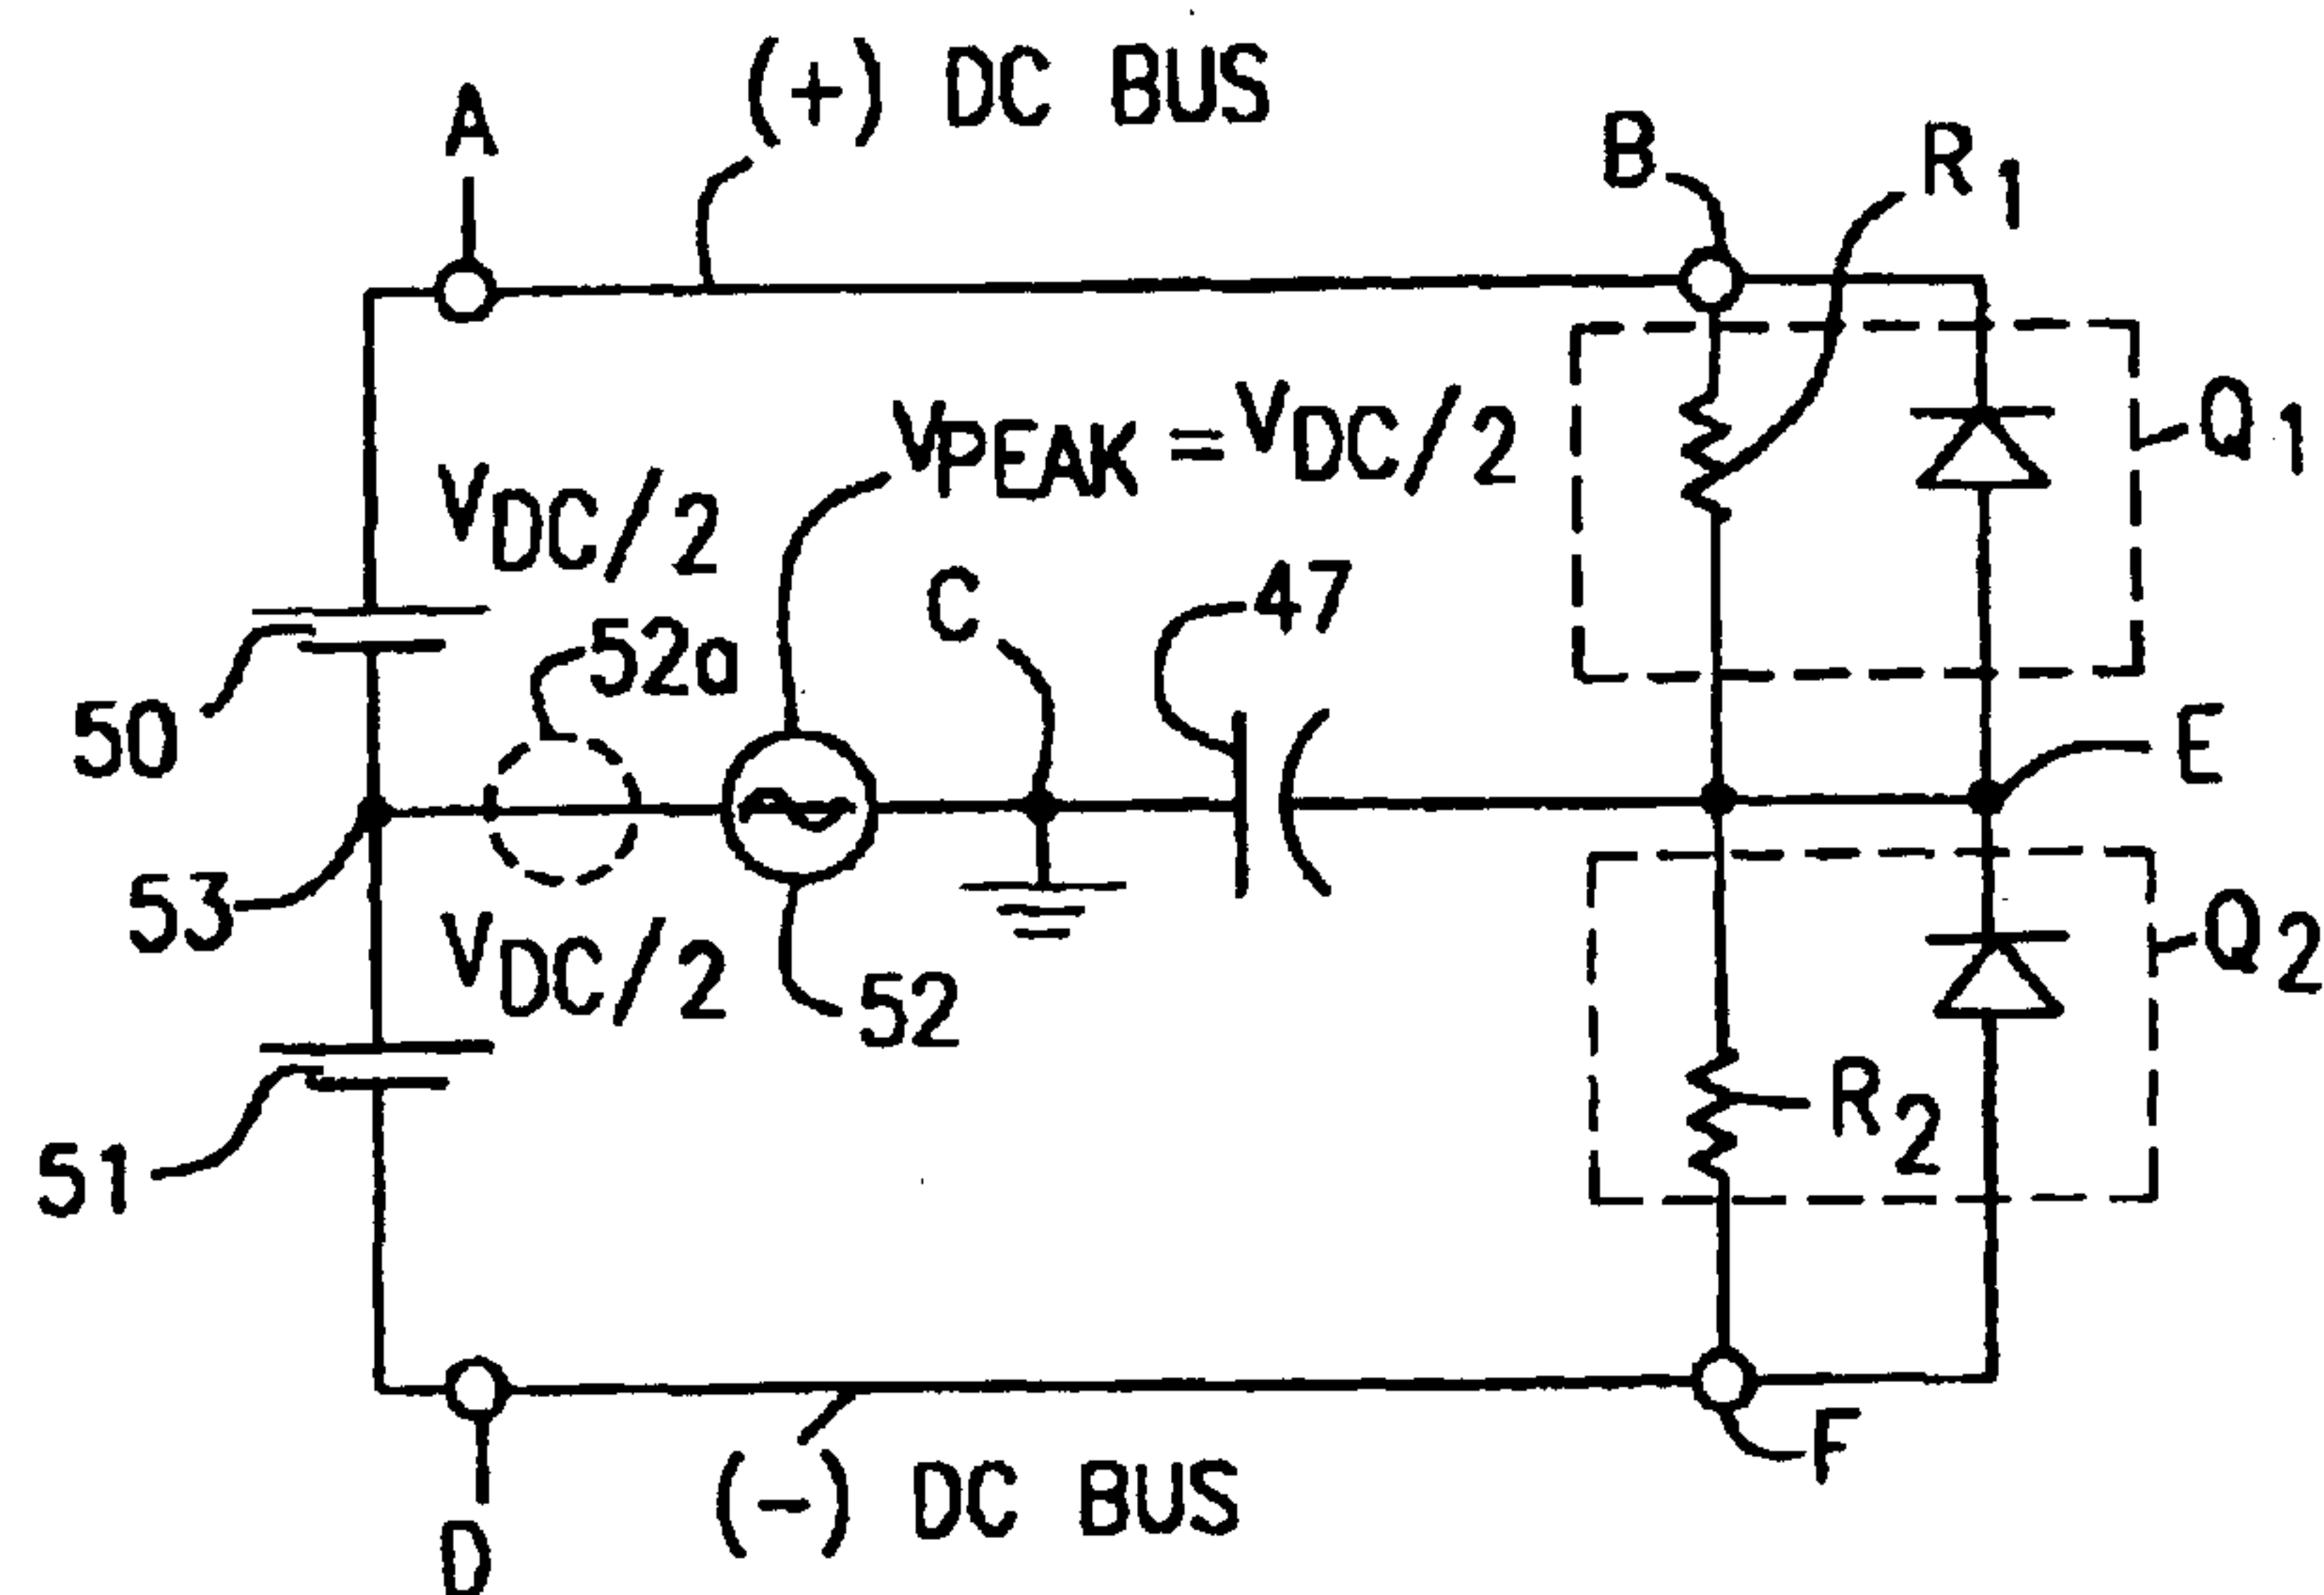 (+) DC BUS
A
B
R1
VPEAK = VDC/2
Q1
VDC/2
C
47
52a
50
E
53
VDC/2
52
Q2
R2
51
F
(-) DC BUS
D